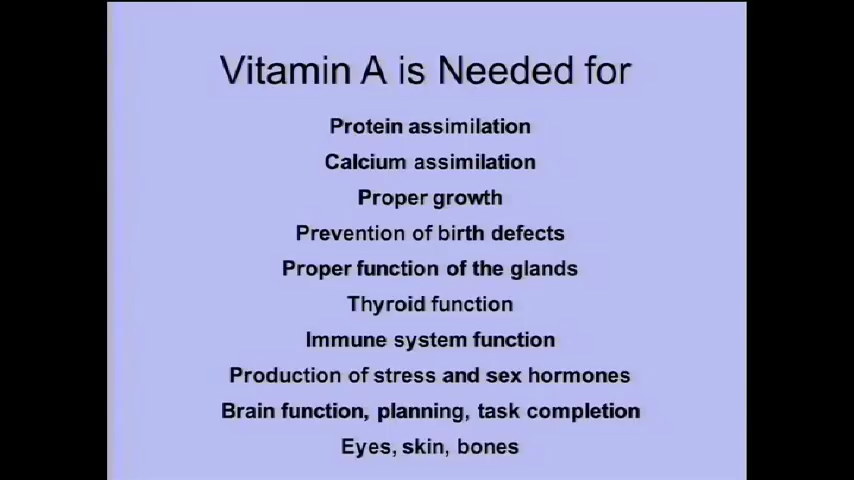 Vitamin A is Needed for
Protein assimilation
Calcium assimilation
Proper growth
Prevention of birth defects
Proper function of the glands
Thyroid function
Immune system function
Production of stress and sex hormones
Brain function, planning, task completion
Eyes, skin, bones